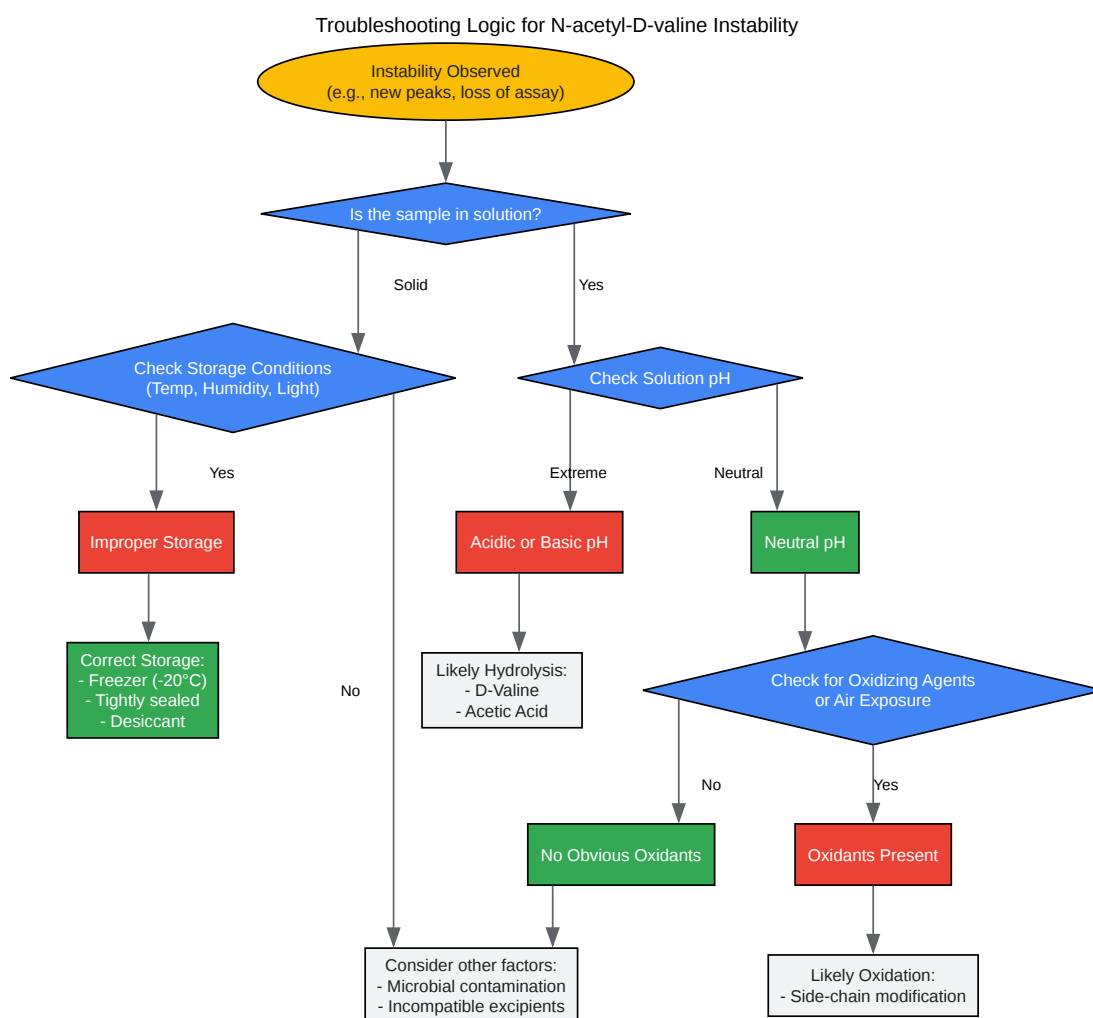 Troubleshooting Logic for N-acetyl-D-valine Instability
Instability Observed
(e.g., new peaks, loss of assay)
Is the sample in solution?
Solid
Yes
Check Storage Conditions
(Temp, Humidity, Light)
Check Solution pH
Yes
Extreme
Neutral
Improper Storage
Acidic or Basic pH
Neutral pH
Correct Storage:
- Freezer (-20°C)
- Tightly sealed
- Desiccant
No
Likely Hydrolysis:
- D-Valine
- Acetic Acid
Check for Oxidizing Agents
or Air Exposure
No
Yes
No Obvious Oxidants
Oxidants Present
Consider other factors:
- Microbial contamination
- Incompatible excipients
Likely Oxidation:
- Side-chain modification